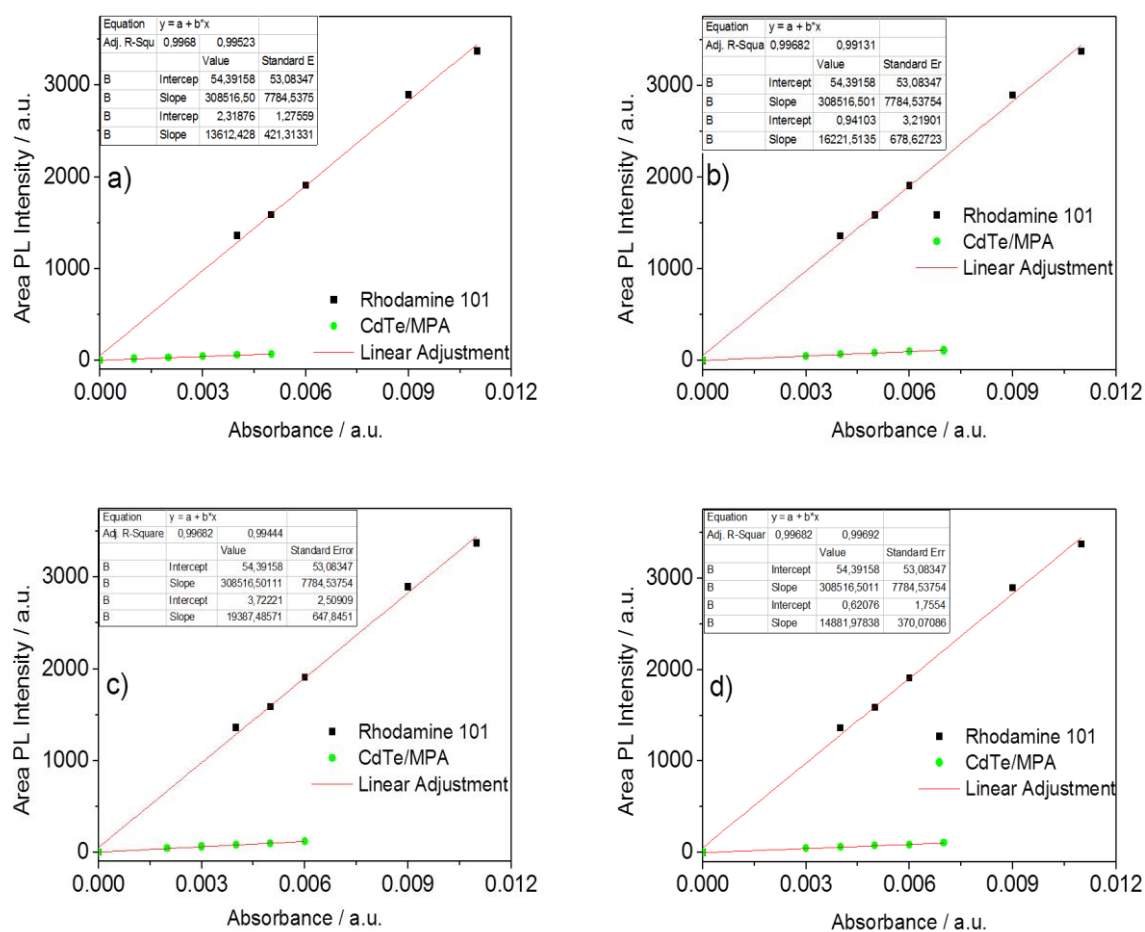 Equation y = a + b*x
Adj. R-Squ 0,9968 0,99523
Value Standard E
B Intercep 54,39158 53,08347
B Slope 308516,50 7784,5375
B Intercep 2,31876 1,27559
B Slope 13612,428 421,31331
a)
3000
2000
1000
0
Area PL Intensity / a.u.
Rhodamine 101
CdTe/MPA
Linear Adjustment
0.000 0.003 0.006 0.009 0.012
Absorbance / a.u.
Equation y = a + b*x
Adj. R-Squa 0,99682 0,99131
Value Standard Er
B Intercept 54,39158 53,08347
B Slope 308516,501 7784,53754
B Intercept 0,94103 3,21901
B Slope 16221,5135 678,62723
b)
3000
2000
1000
0
Area PL Intensity / a.u.
Rhodamine 101
CdTe/MPA
Linear Adjustment
0.000 0.003 0.006 0.009 0.012
Absorbance / a.u.
Equation y = a + b*x
Adj. R-Square 0,99682 0,99444
Value Standard Error
B Intercept 54,39158 53,08347
B Slope 308516,50111 7784,53754
B Intercept 3,72221 2,50909
B Slope 19387,48571 647,8451
c)
3000
2000
1000
0
Area PL Intensity / a.u.
Rhodamine 101
CdTe/MPA
Linear Adjustment
0.000 0.003 0.006 0.009 0.012
Absorbance / a.u.
Equation y = a + b*x
Adj. R-Squar 0,99682 0,99692
Value Standard Err
B Intercept 54,39158 53,08347
B Slope 308516,5011 7784,53754
B Intercept 0,62076 1,7554
B Slope 14881,97838 370,07086
d)
3000
2000
1000
0
Area PL Intensity / a.u.
Rhodamine 101
CdTe/MPA
Linear Adjustment
0.000 0.003 0.006 0.009 0.012
Absorbance / a.u.